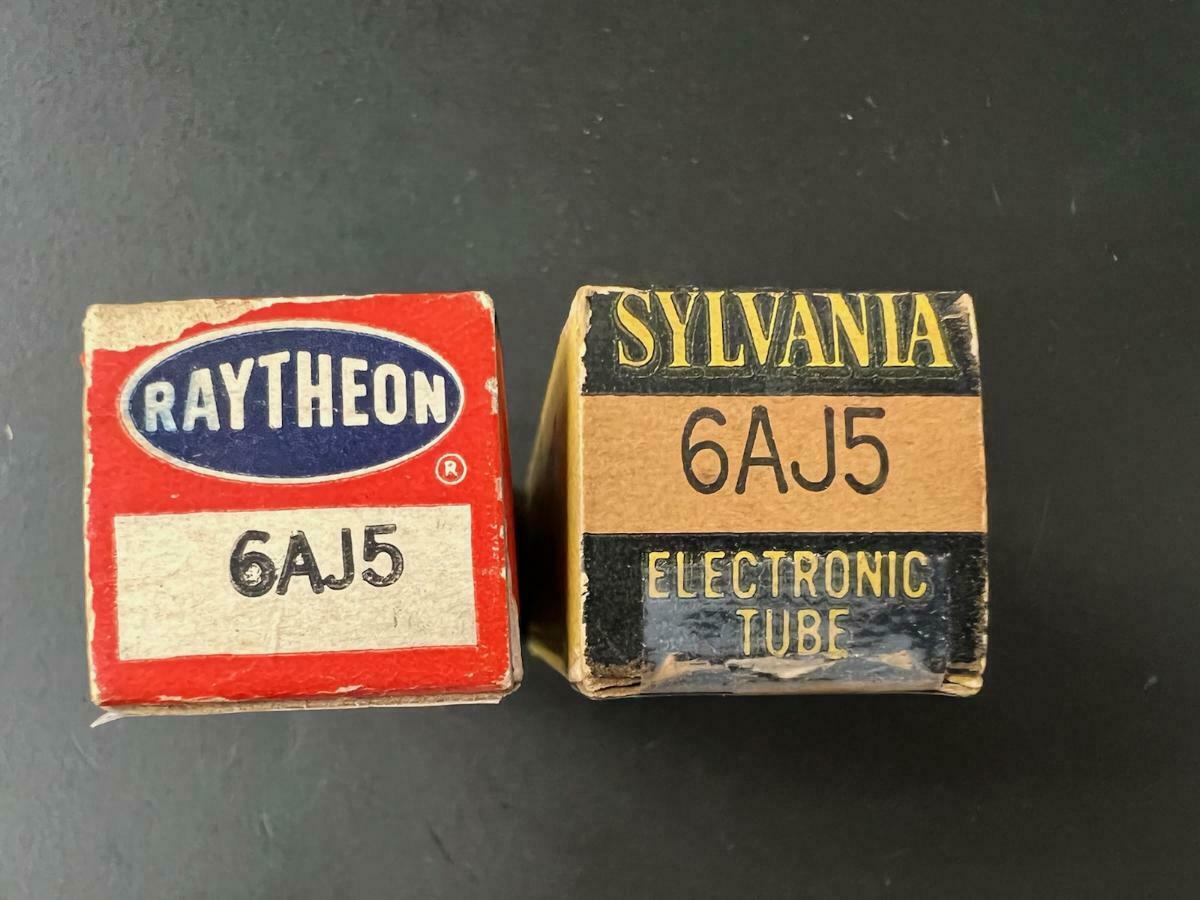 RAYTHEON
®
6AJ5
SYLVANIA
6AJ5
ELECTRONIC
TUBE